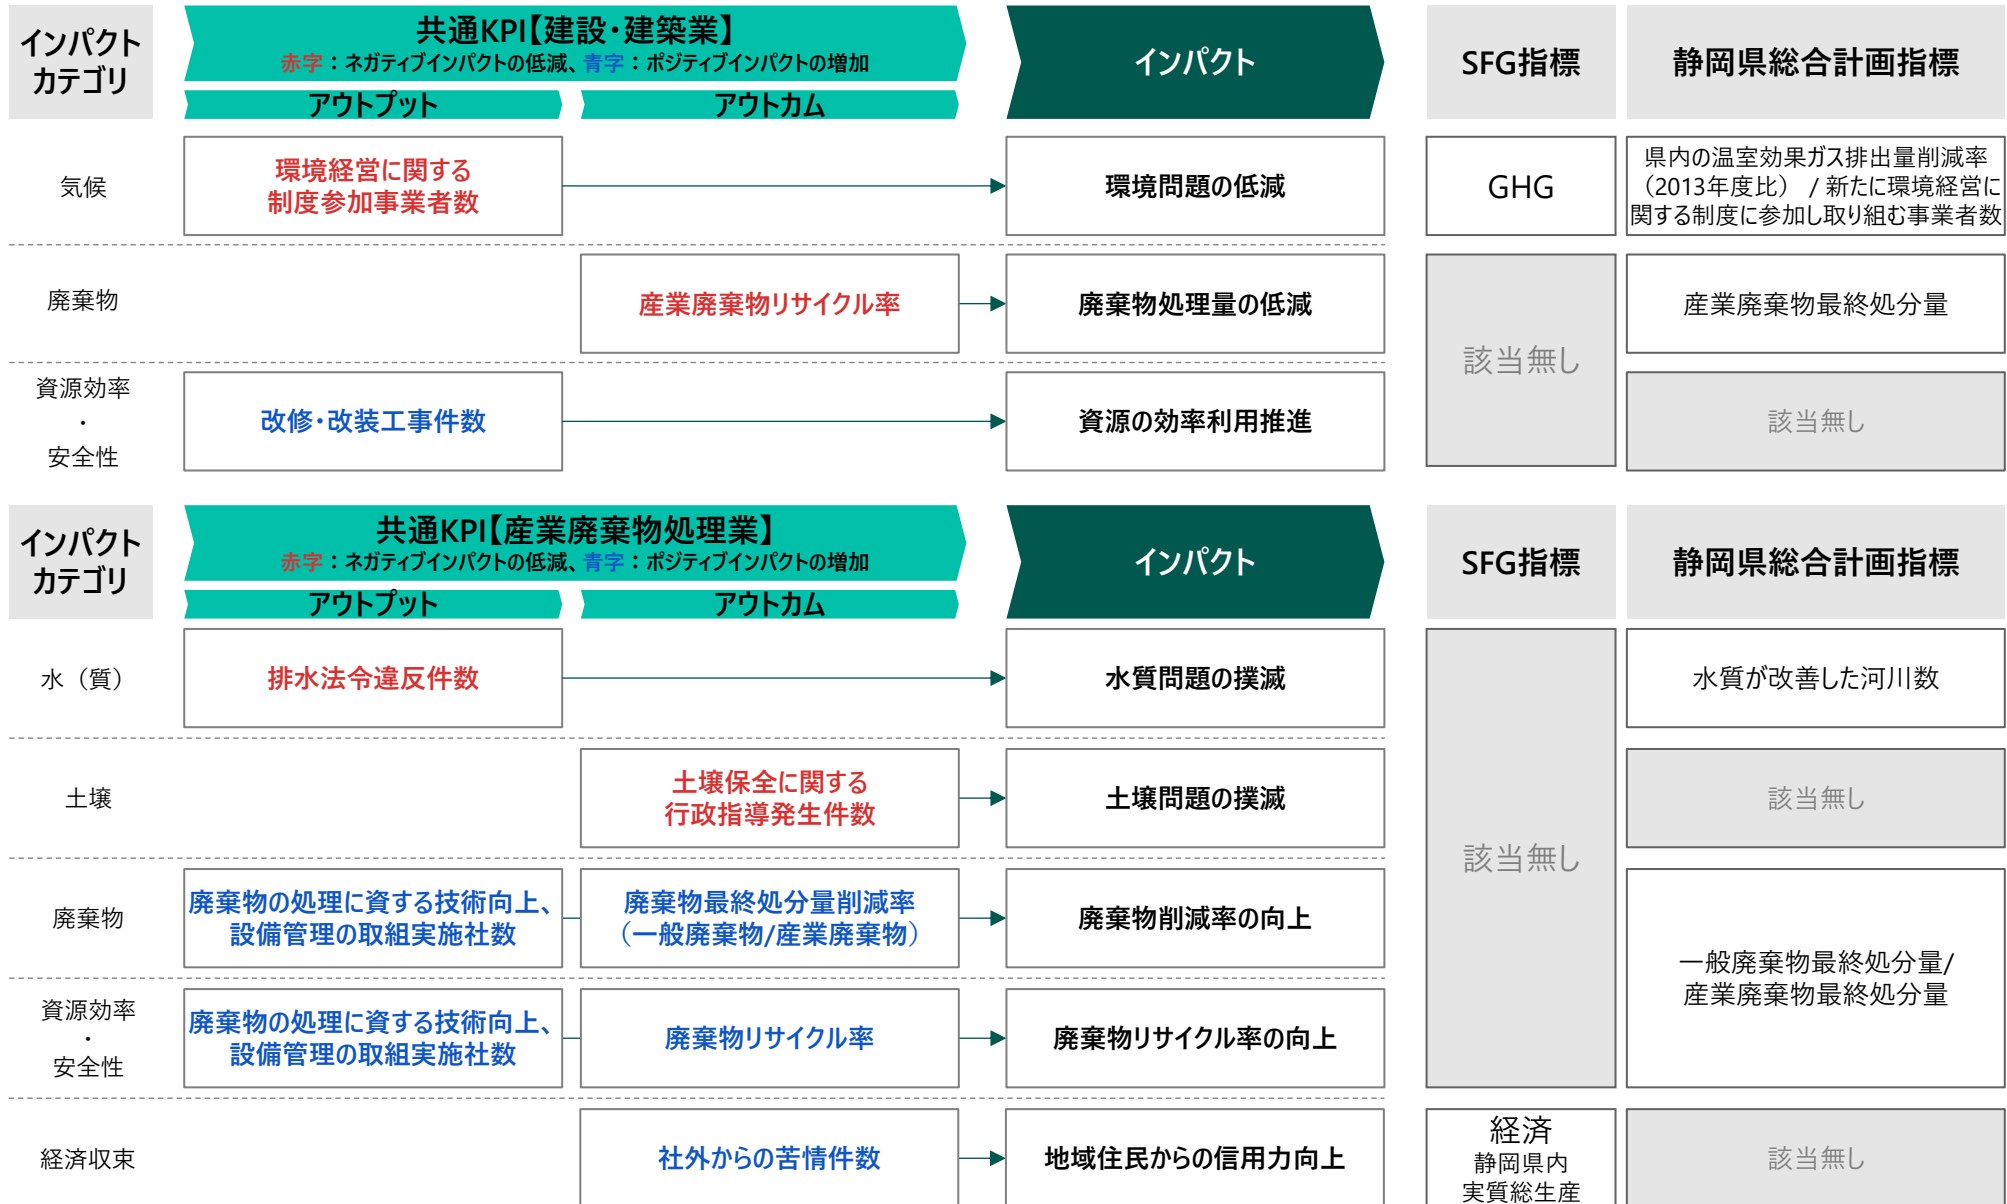 インパクト
カテゴリ
共通KPI【建設・建築業】
赤字：ネガティブインパクトの低減、青字：ポジティブインパクトの増加
アウトプット
アウトカム
インパクト
SFG指標
静岡県総合計画指標
気候
環境経営に関する
制度参加事業者数
環境問題の低減
GHG
県内の温室効果ガス排出量削減率
（2013年度比） / 新たに環境経営に
関する制度に参加し取り組む事業者数
廃棄物
産業廃棄物リサイクル率
廃棄物処理量の低減
該当無し
産業廃棄物最終処分量
資源効率
・
安全性
改修・改装工事件数
資源の効率利用推進
該当無し
インパクト
カテゴリ
共通KPI【産業廃棄物処理業】
赤字：ネガティブインパクトの低減、青字：ポジティブインパクトの増加
アウトプット
アウトカム
インパクト
SFG指標
静岡県総合計画指標
水（質）
排水法令違反件数
水質問題の撲滅
該当無し
水質が改善した河川数
土壌
土壌保全に関する
行政指導発生件数
土壌問題の撲滅
該当無し
廃棄物
廃棄物の処理に資する技術向上、
設備管理の取組実施社数
廃棄物最終処分量削減率
（一般廃棄物/産業廃棄物）
廃棄物削減率の向上
一般廃棄物最終処分量/
産業廃棄物最終処分量
資源効率
・
安全性
廃棄物の処理に資する技術向上、
設備管理の取組実施社数
廃棄物リサイクル率
廃棄物リサイクル率の向上
経済収束
社外からの苦情件数
地域住民からの信用力向上
経済
静岡県内
実質総生産
該当無し